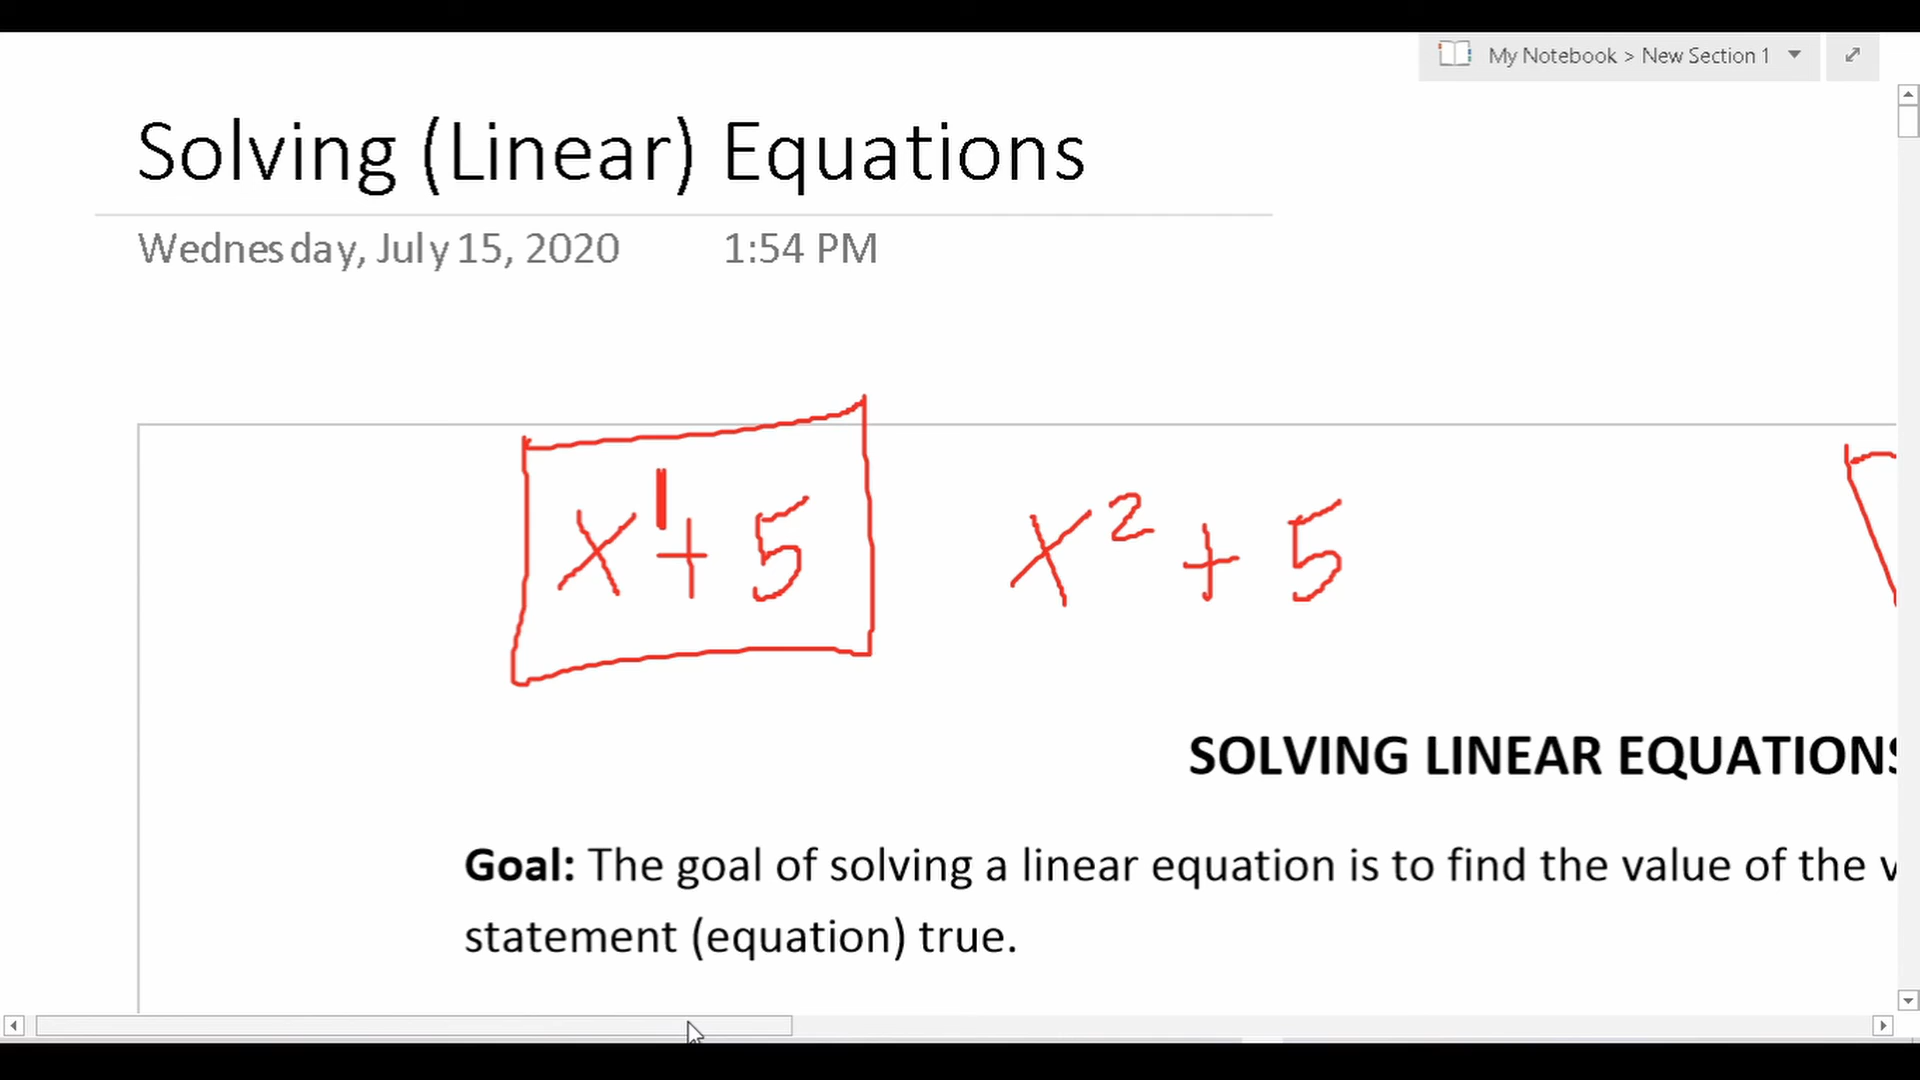 My Notebook > New Section 1
Solving (Linear) Equations
Wednesday, July 15, 2020 1:54 PM
x¹ + 5 x² + 5
SOLVING LINEAR EQUATIONS
Goal: The goal of solving a linear equation is to find the value of the v
statement (equation) true.